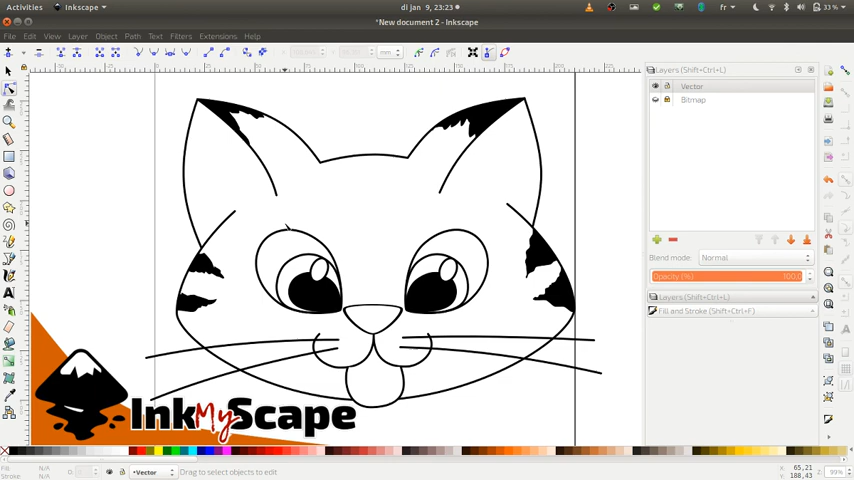 Activities
Inkscape
di jan 9, 23:23
fr
33 %
*New document 2 - Inkscape
File Edit View Layer Object Path Text Filters Extensions Help
mm
Layers (Shift+Ctrl+L)
Vector
Bitmap
Blend mode: Normal
Opacity (%) 100,0
Layers (Shift+Ctrl+L)
Fill and Stroke (Shift+Ctrl+F)
InkMyScape
Fill: N/A
Stroke: N/A
O:
•Vector
Drag to select objects to edit
X: 65,21
Y: 188,43
Z: 99%